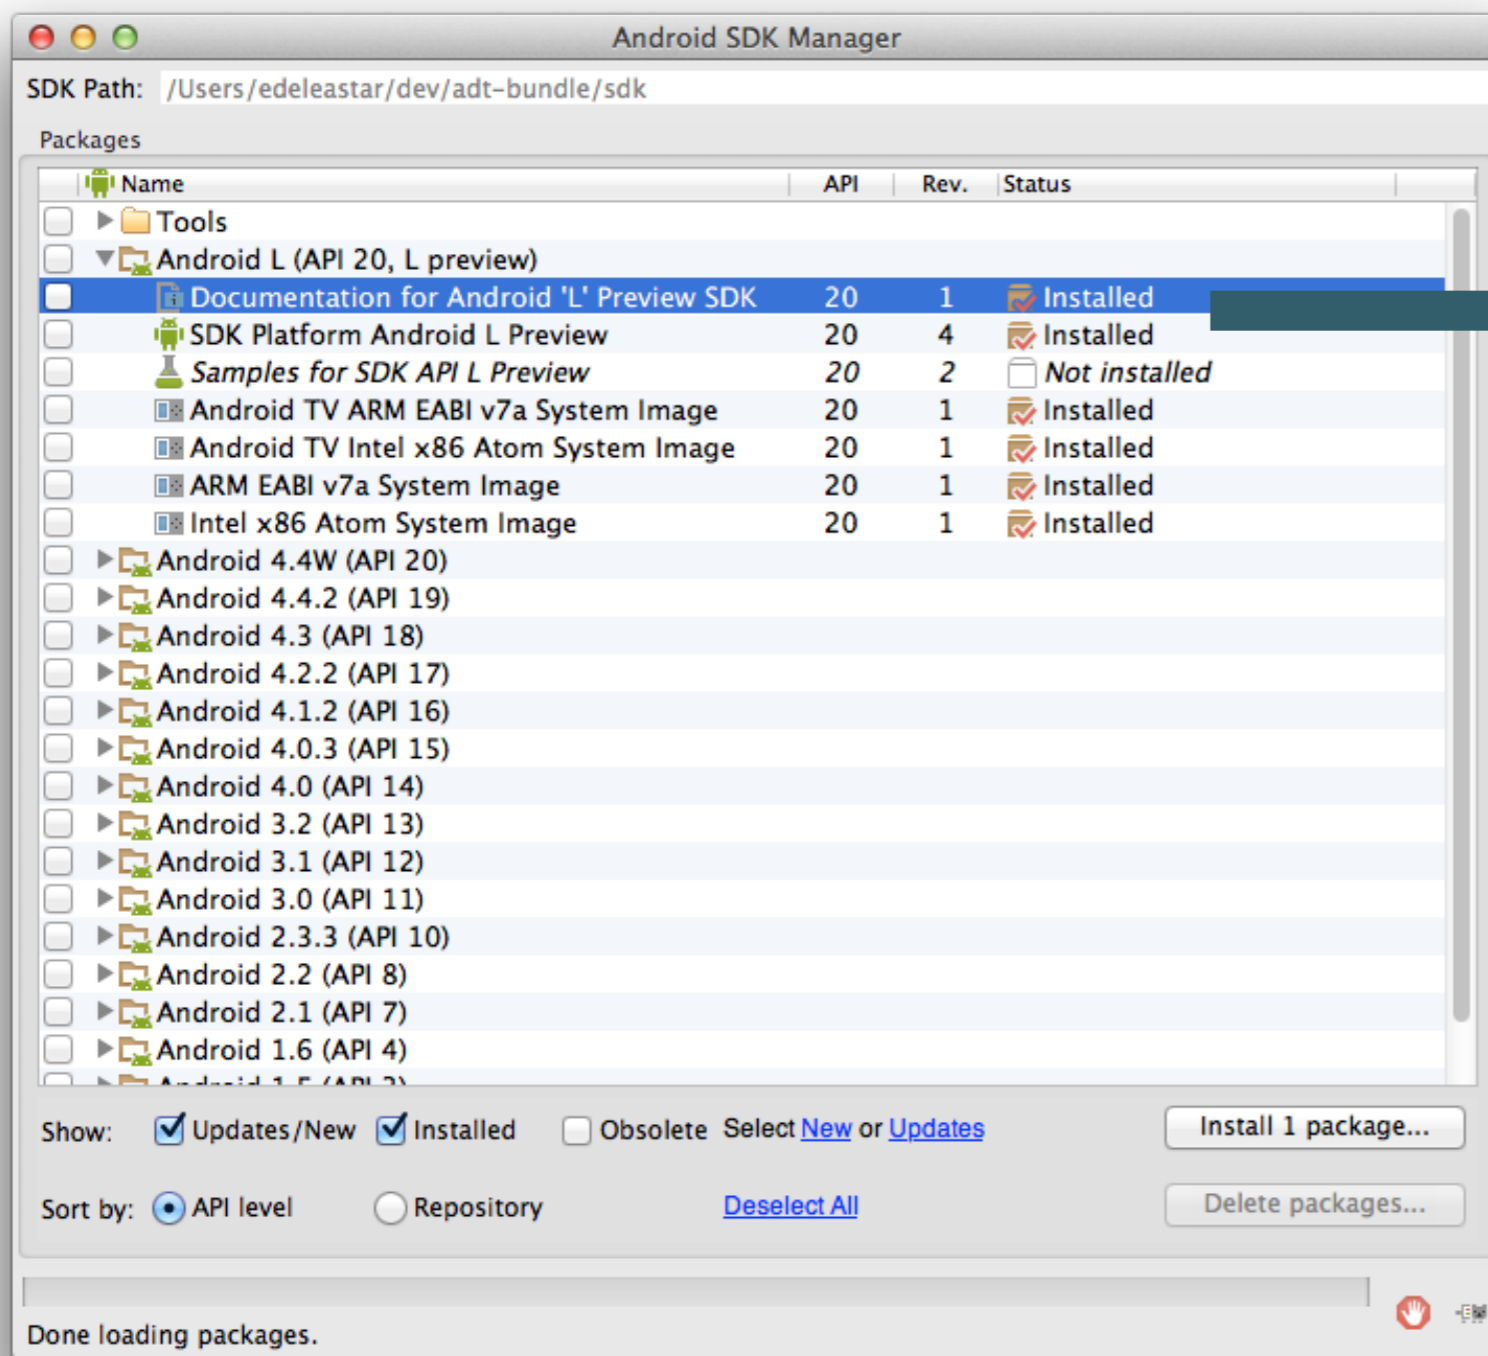 Android SDK Manager
SDK Path: /Users/edeleastar/dev/adt-bundle/sdk
Packages
Name API Rev. Status
Tools
Android L (API 20, L preview)
Documentation for Android 'L' Preview SDK 20 1 Installed
SDK Platform Android L Preview 20 4 Installed
Samples for SDK API L Preview 20 2 Not installed
Android TV ARM EABI v7a System Image 20 1 Installed
Android TV Intel x86 Atom System Image 20 1 Installed
ARM EABI v7a System Image 20 1 Installed
Intel x86 Atom System Image 20 1 Installed
Android 4.4W (API 20)
Android 4.4.2 (API 19)
Android 4.3 (API 18)
Android 4.2.2 (API 17)
Android 4.1.2 (API 16)
Android 4.0.3 (API 15)
Android 4.0 (API 14)
Android 3.2 (API 13)
Android 3.1 (API 12)
Android 3.0 (API 11)
Android 2.3.3 (API 10)
Android 2.2 (API 8)
Android 2.1 (API 7)
Android 1.6 (API 4)
Android 1.5 (API 3)
Show: Updates/New Installed Obsolete Select New or Updates Install 1 package...
Sort by: API level Repository Deselect All Delete packages...
Done loading packages.